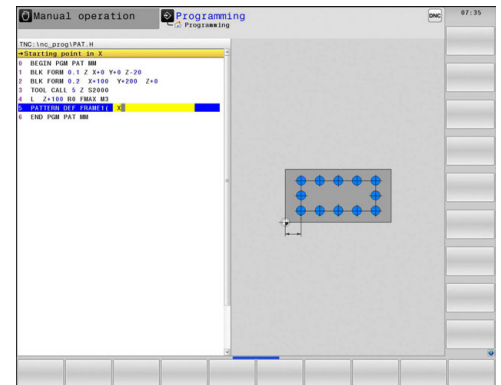 Manual operation
Programming
Programming
DNC
07:35
TNC:\nc_prog\PAT.H
→Starting point in X
0 BEGIN PGM PAT MM
1 BLK FORM 0.1 Z X+0 Y+0 Z-20
2 BLK FORM 0.2 X+100 Y+200 Z+0
3 TOOL CALL 5 Z S2000
4 L Z+100 R0 FMAX M3
5 PATTERN DEF FRAME1( X
6 END PGM PAT MM